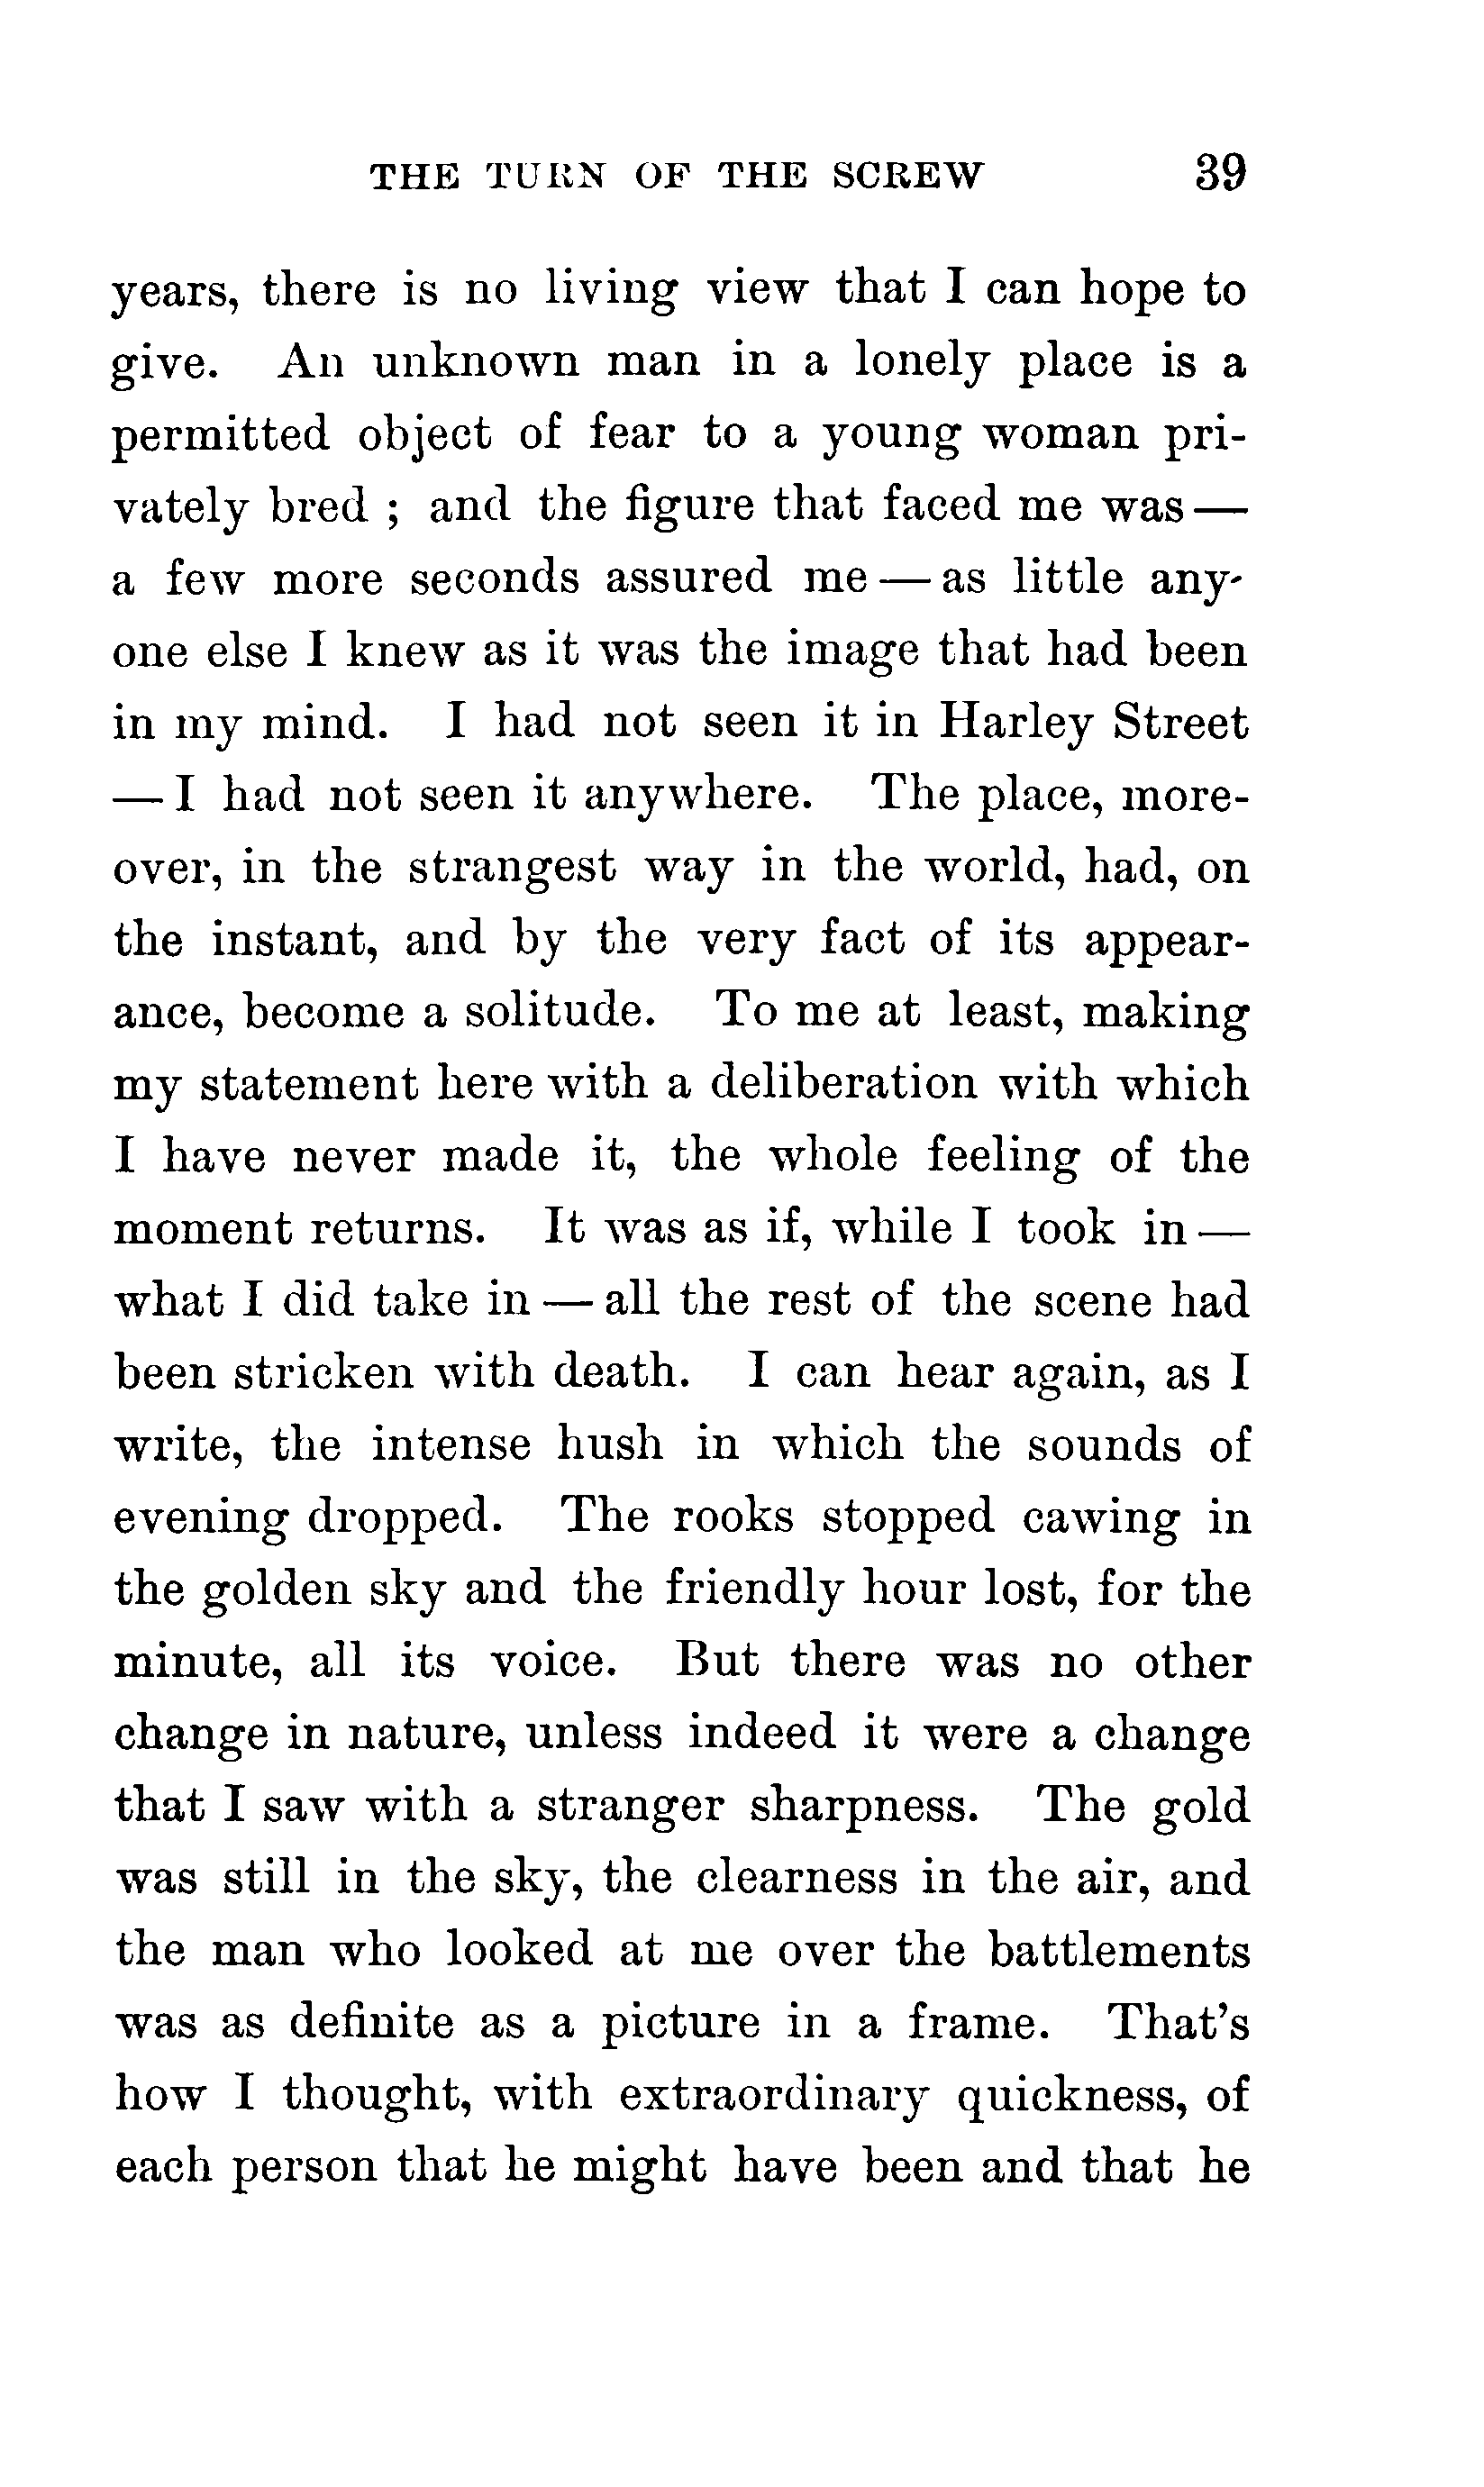 THE TURN OF THE SCREW 39
years, there is no living view that I can hope to
give. An unknown man in a lonely place is a
permitted object of fear to a young woman pri-
vately bred ; and the figure that faced me was—
a few more seconds assured me—as little any-
one else I knew as it was the image that had been
in my mind. I had not seen it in Harley Street
—I had not seen it anywhere. The place, more-
over, in the strangest way in the world, had, on
the instant, and by the very fact of its appear-
ance, become a solitude. To me at least, making
my statement here with a deliberation with which
I have never made it, the whole feeling of the
moment returns. It was as if, while I took in—
what I did take in—all the rest of the scene had
been stricken with death. I can hear again, as I
write, the intense hush in which the sounds of
evening dropped. The rooks stopped cawing in
the golden sky and the friendly hour lost, for the
minute, all its voice. But there was no other
change in nature, unless indeed it were a change
that I saw with a stranger sharpness. The gold
was still in the sky, the clearness in the air, and
the man who looked at me over the battlements
was as definite as a picture in a frame. That's
how I thought, with extraordinary quickness, of
each person that he might have been and that he